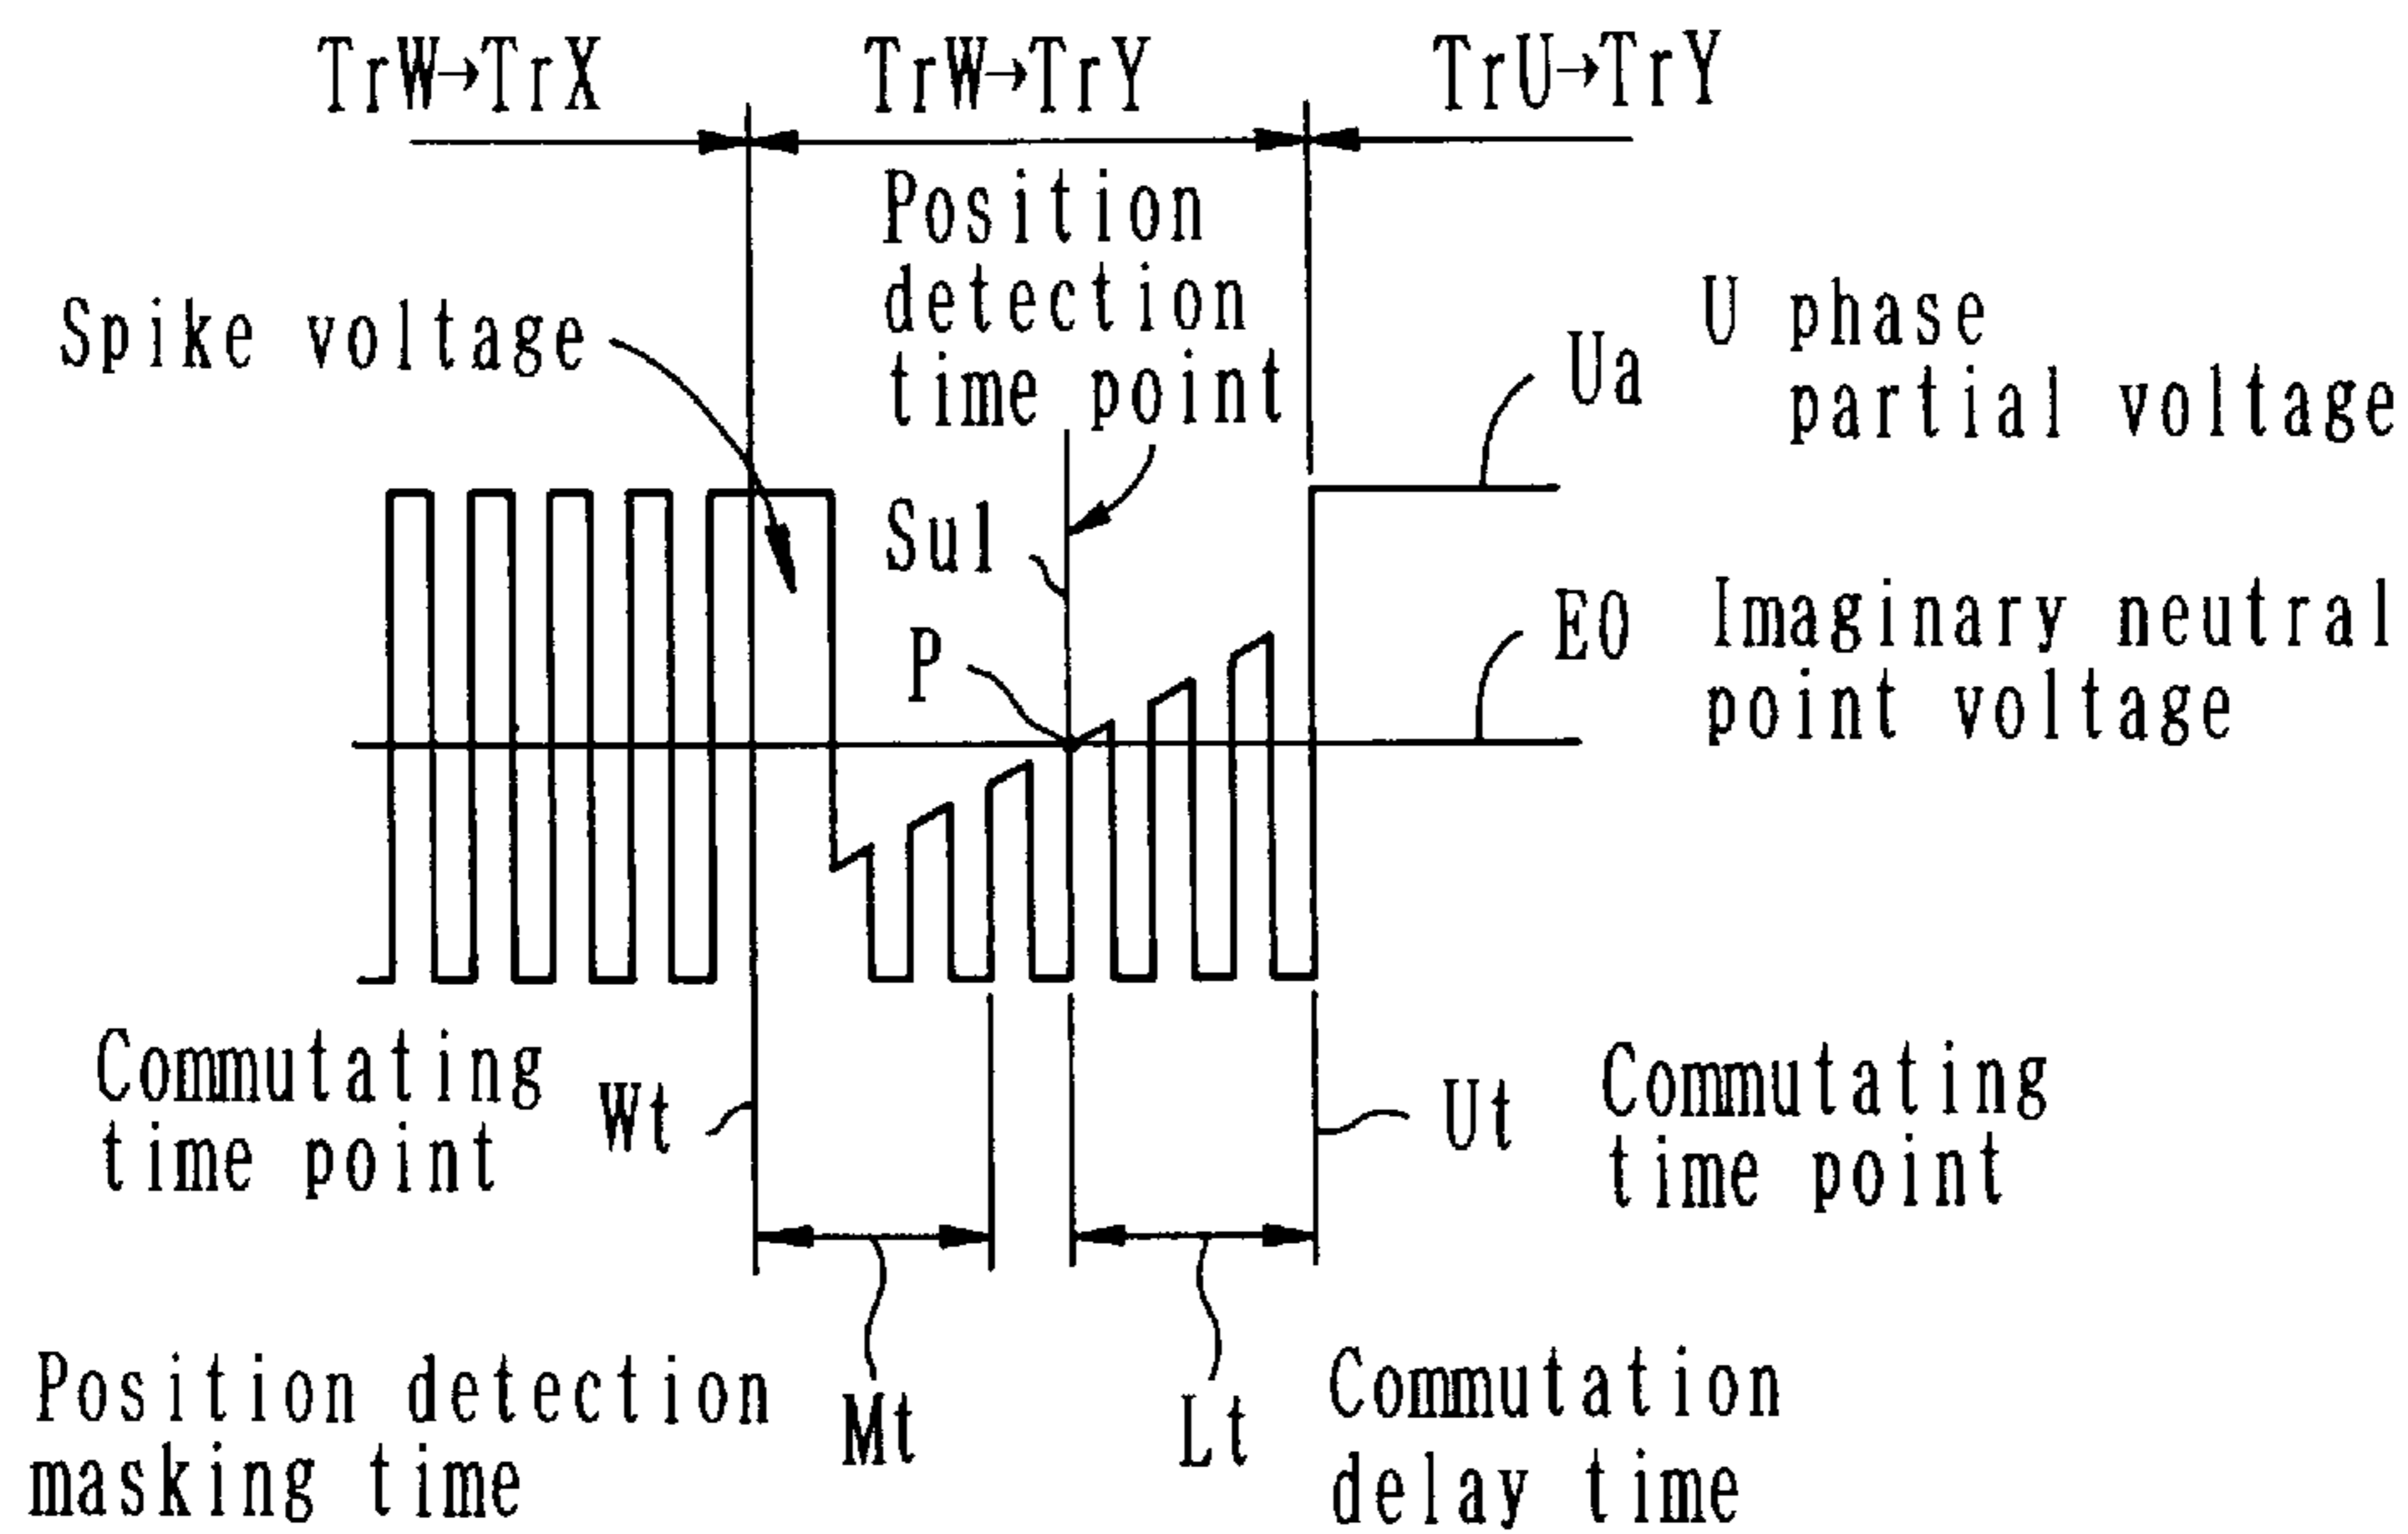 TrW→TrX
TrW→TrY
TrU→TrY
Position
detection
time point
Spike voltage
Ua
U phase
partial voltage
Su1
P
E0
Imaginary neutral
point voltage
Commutating
time point
Wt
Ut
Commutating
time point
Position detection
masking time
Mt
Lt
Commutation
delay time